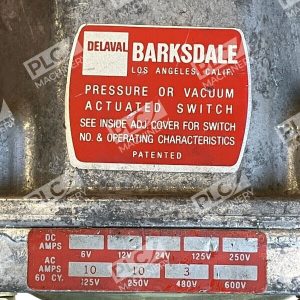 DELAVAL BARKSDALE
LOS ANGELES, CALIF.
PRESSURE OR VACUUM
ACTUATED SWITCH
SEE INSIDE ADJ COVER FOR SWITCH
NO. & OPERATING CHARACTERISTICS
PATENTED
DC AMPS
6V 12V 24V 125V 250V
AC AMPS 60 CY. 10 10 3
125V 250V 480V 600V
PLC MACHINERY